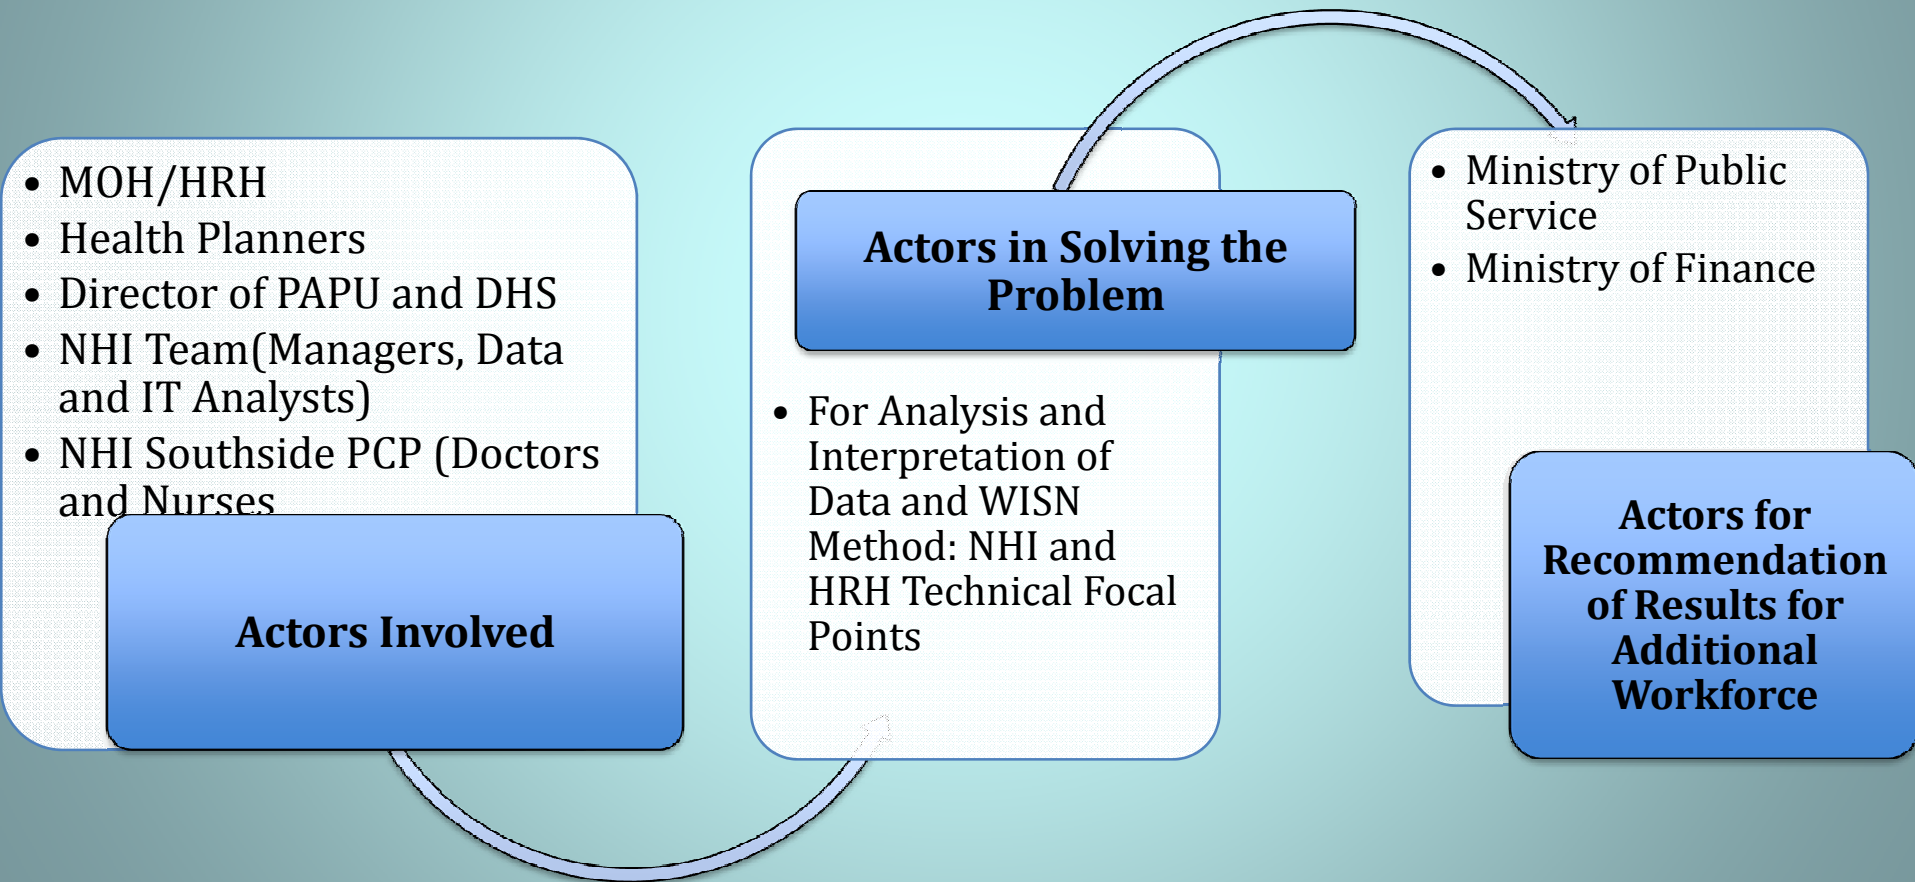 • MOH/HRH
• Health Planners
• Director of PAPU and DHS
• NHI Team(Managers, Data
and IT Analysts)
• NHI Southside PCP (Doctors
and Nurses
Actors Involved
Actors in Solving the
Problem
• For Analysis and
Interpretation of
Data and WISN
Method: NHI and
HRH Technical Focal
Points
• Ministry of Public
Service
• Ministry of Finance
Actors for
Recommendation
of Results for
Additional
Workforce